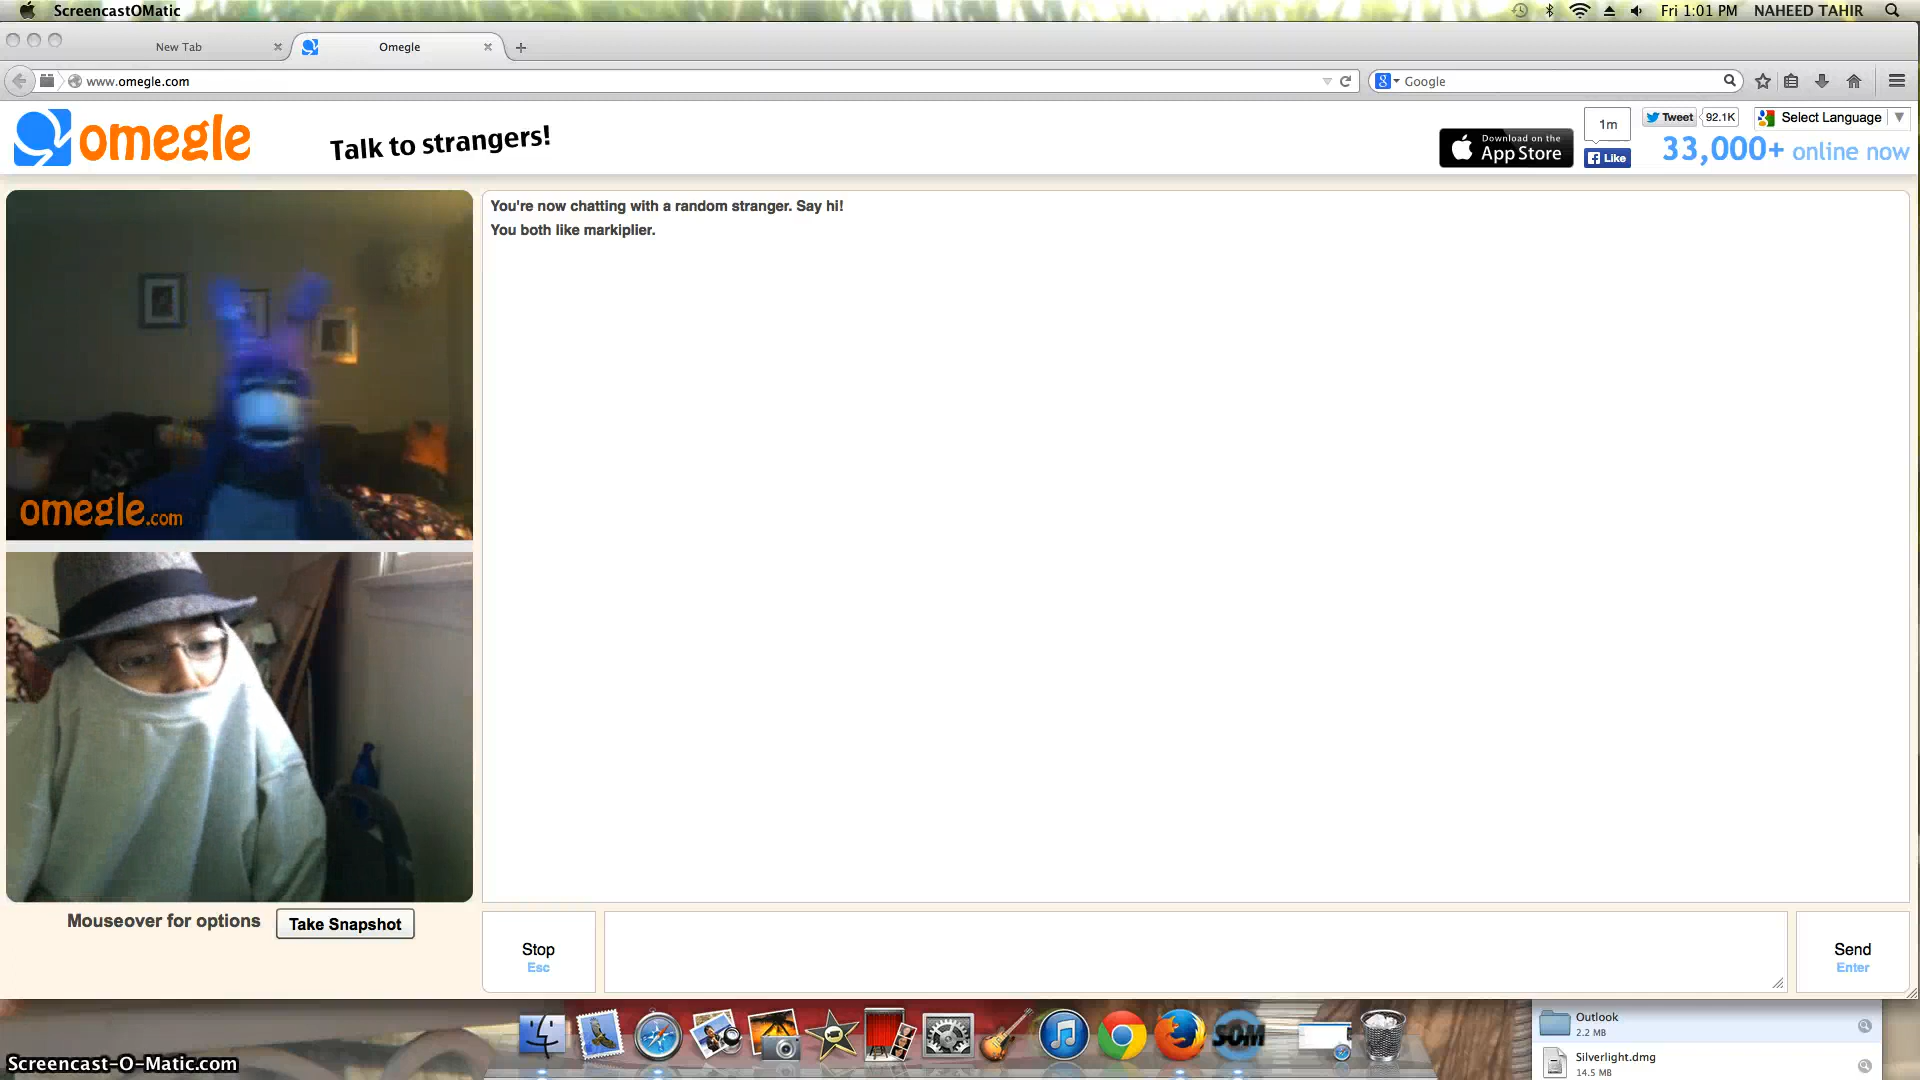 ScreencastOMatic
Fri 1:01 PM NAHEED TAHIR
New Tab
Omegle
www.omegle.com
Google
omegle
Talk to strangers!
Download on the
App Store
1m
Like
Tweet 92.1K
Select Language
33,000+ online now
You're now chatting with a random stranger. Say hi!
You both like markiplier.
omegle.com
Mouseover for options
Take Snapshot
Stop
Esc
Send
Enter
SOM
Outlook
2.2 MB
Silverlight.dmg
14.5 MB
Screencast-O-Matic.com